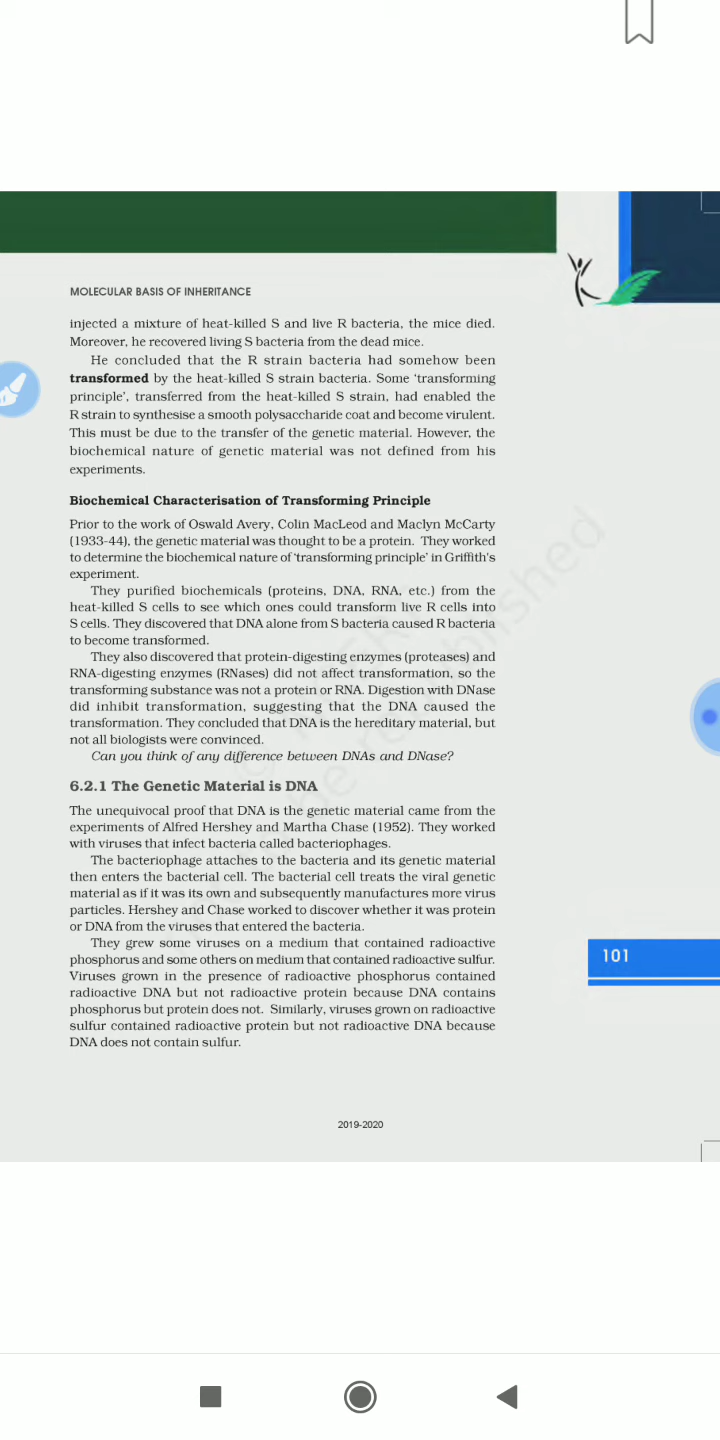 MOLECULAR BASIS OF INHERITANCE
injected a mixture of heat-killed S and live R bacteria, the mice died.
Moreover, he recovered living S bacteria from the dead mice.
He concluded that the R strain bacteria had somehow been
transformed by the heat-killed S strain bacteria. Some 'transforming
principle', transferred from the heat-killed S strain, had enabled the
R strain to synthesise a smooth polysaccharide coat and become virulent.
This must be due to the transfer of the genetic material. However, the
biochemical nature of genetic material was not defined from his
experiments.
Biochemical Characterisation of Transforming Principle
Prior to the work of Oswald Avery, Colin MacLeod and Maclyn McCarty
(1933-44), the genetic material was thought to be a protein. They worked
to determine the biochemical nature of 'transforming principle' in Griffith's
experiment.
They purified biochemicals (proteins, DNA, RNA, etc.) from the
heat-killed S cells to see which ones could transform live R cells into
S cells. They discovered that DNA alone from S bacteria caused R bacteria
to become transformed.
They also discovered that protein-digesting enzymes (proteases) and
RNA-digesting enzymes (RNases) did not affect transformation, so the
transforming substance was not a protein or RNA. Digestion with DNase
did inhibit transformation, suggesting that the DNA caused the
transformation. They concluded that DNA is the hereditary material, but
not all biologists were convinced.
Can you think of any difference between DNAs and DNase?
6.2.1 The Genetic Material is DNA
The unequivocal proof that DNA is the genetic material came from the
experiments of Alfred Hershey and Martha Chase (1952). They worked
with viruses that infect bacteria called bacteriophages.
The bacteriophage attaches to the bacteria and its genetic material
then enters the bacterial cell. The bacterial cell treats the viral genetic
material as if it was its own and subsequently manufactures more virus
particles. Hershey and Chase worked to discover whether it was protein
or DNA from the viruses that entered the bacteria.
They grew some viruses on a medium that contained radioactive
phosphorus and some others on medium that contained radioactive sulfur.
Viruses grown in the presence of radioactive phosphorus contained
radioactive DNA but not radioactive protein because DNA contains
phosphorus but protein does not. Similarly, viruses grown on radioactive
sulfur contained radioactive protein but not radioactive DNA because
DNA does not contain sulfur.
101
2019-2020